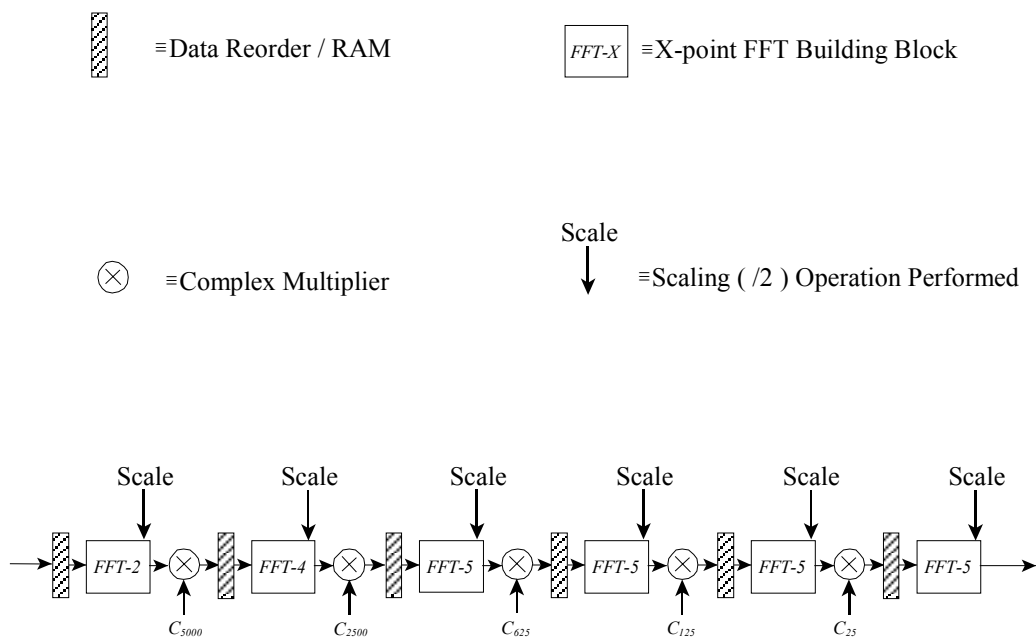 ≡Data Reorder / RAM
FFT-X
≡X-point FFT Building Block
≡Complex Multiplier
Scale
≡Scaling ( /2 ) Operation Performed
Scale Scale Scale Scale Scale Scale
FFT-2 FFT-4 FFT-5 FFT-5 FFT-5 FFT-5
C5000 C2500 C625 C125 C25